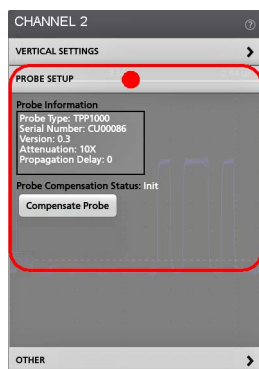 CHANNEL 2
VERTICAL SETTINGS
PROBE SETUP
Probe Information
Probe Type: TPP1000
Serial Number: CU00086
Version: 0.3
Attenuation: 10X
Propagation Delay: 0
Probe Compensation Status: Init
Compensate Probe
OTHER